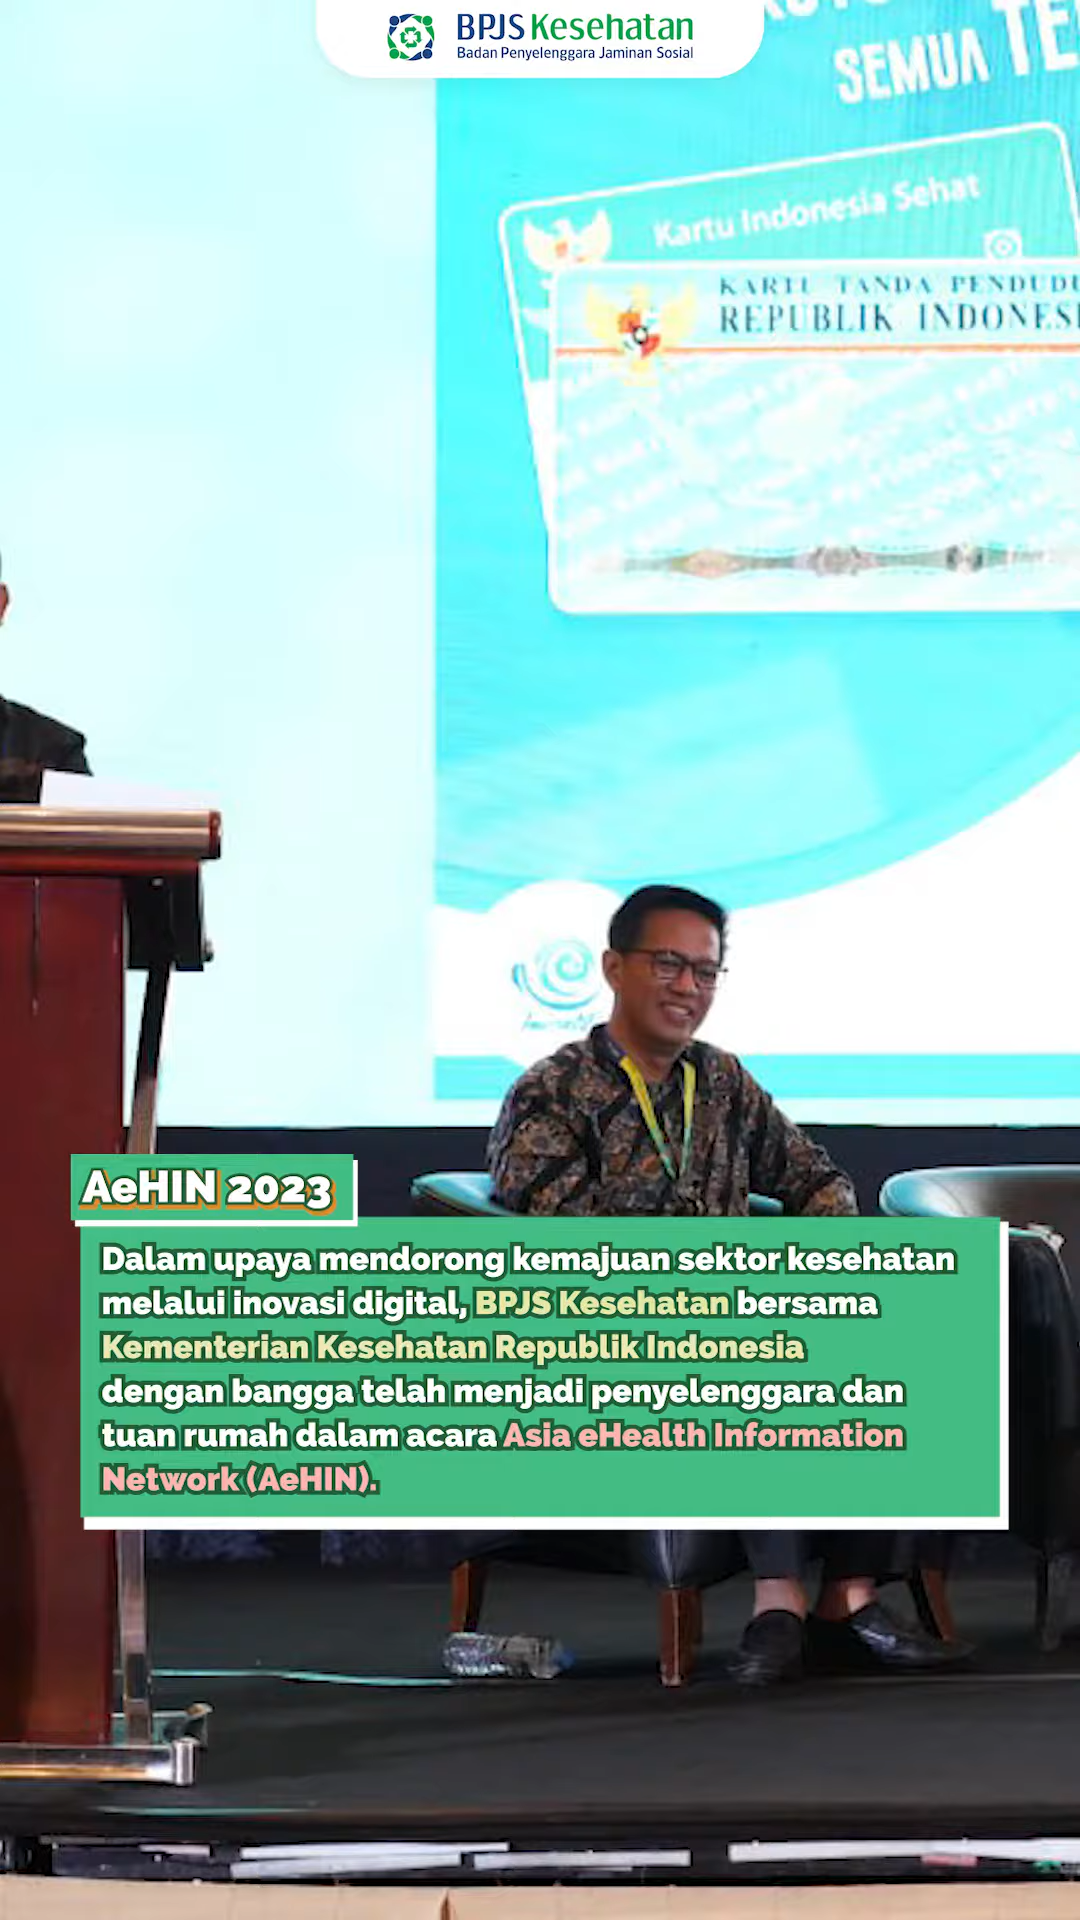 BPJS Kesehatan
Badan Penyelenggara Jaminan Sosial
SEMUA
Kartu Indonesia Sehat
KARTU TANDA
REPUBLIK
AeHIN 2023
Dalam upaya mendorong kemajuan sektor kesehatan
melalui inovasi digital, BPJS Kesehatan bersama
Kementerian Kesehatan Republik Indonesia
dengan bangga telah menjadi penyelenggara dan
tuan rumah dalam acara Asia eHealth Information
Network (AeHIN).